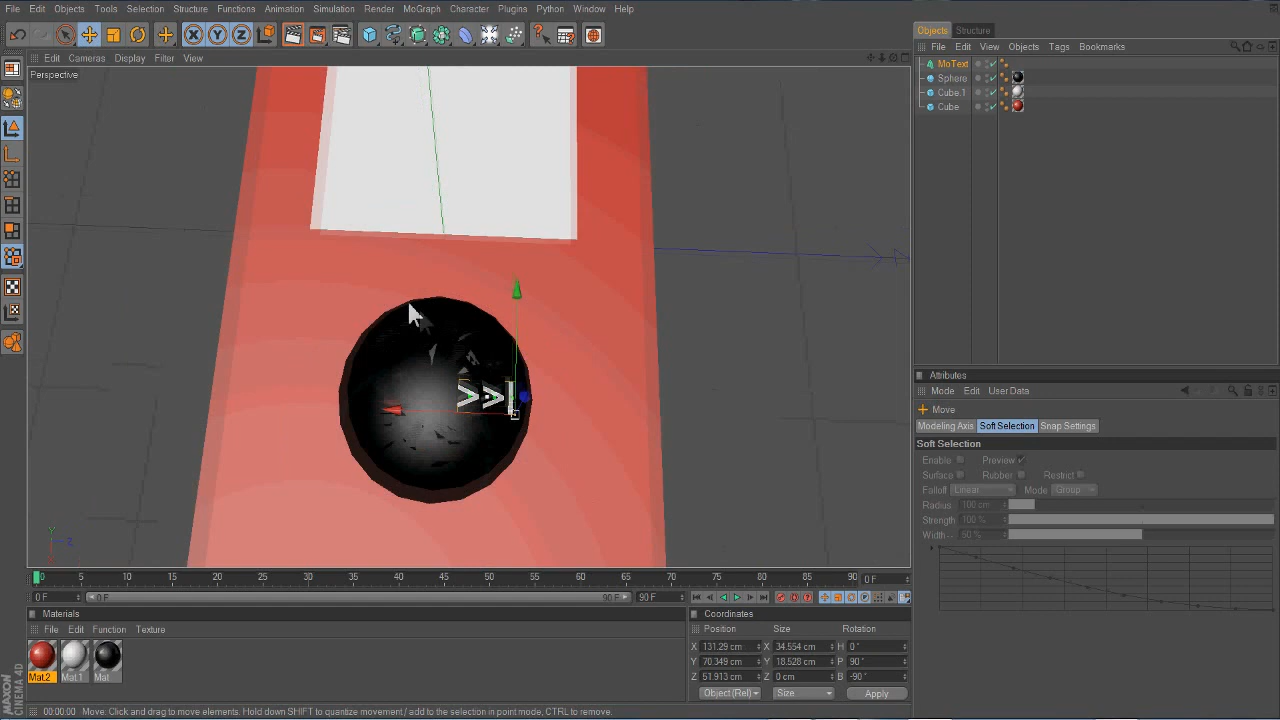 File Edit Objects Tools Selection Structure Functions Animation Simulation Render MoGraph Character Plugins Python Window Help
Edit Cameras Display Filter View
Perspective
>>|
Y
Z
X
0 5 10 15 20 25 30 35 40 45 50 55 60 65 70 75 80 85 90 0 F
0 F 0 F 90 F 90 F
Materials
File Edit Function Texture
Mat.2 Mat.1 Mat
MAXON CINEMA 4D
Coordinates
Position Size Rotation
X 131.29 cm X 34.554 cm H 0 °
Y 70.349 cm Y 18.528 cm P 90 °
Z 51.913 cm Z 0 cm B -90 °
Object (Rel) Size Apply
00:00:00 Move: Click and drag to move elements. Hold down SHIFT to quantize movement / add to the selection in point mode, CTRL to remove.
Objects Structure
File Edit View Objects Tags Bookmarks
MoText
Sphere
Cube.1
Cube
Attributes
Mode Edit User Data
Move
Modeling Axis Soft Selection Snap Settings
Soft Selection
Enable Preview
Surface Rubber Restrict
Falloff Linear Mode Group
Radius 100 cm
Strength 100 %
Width 50 %